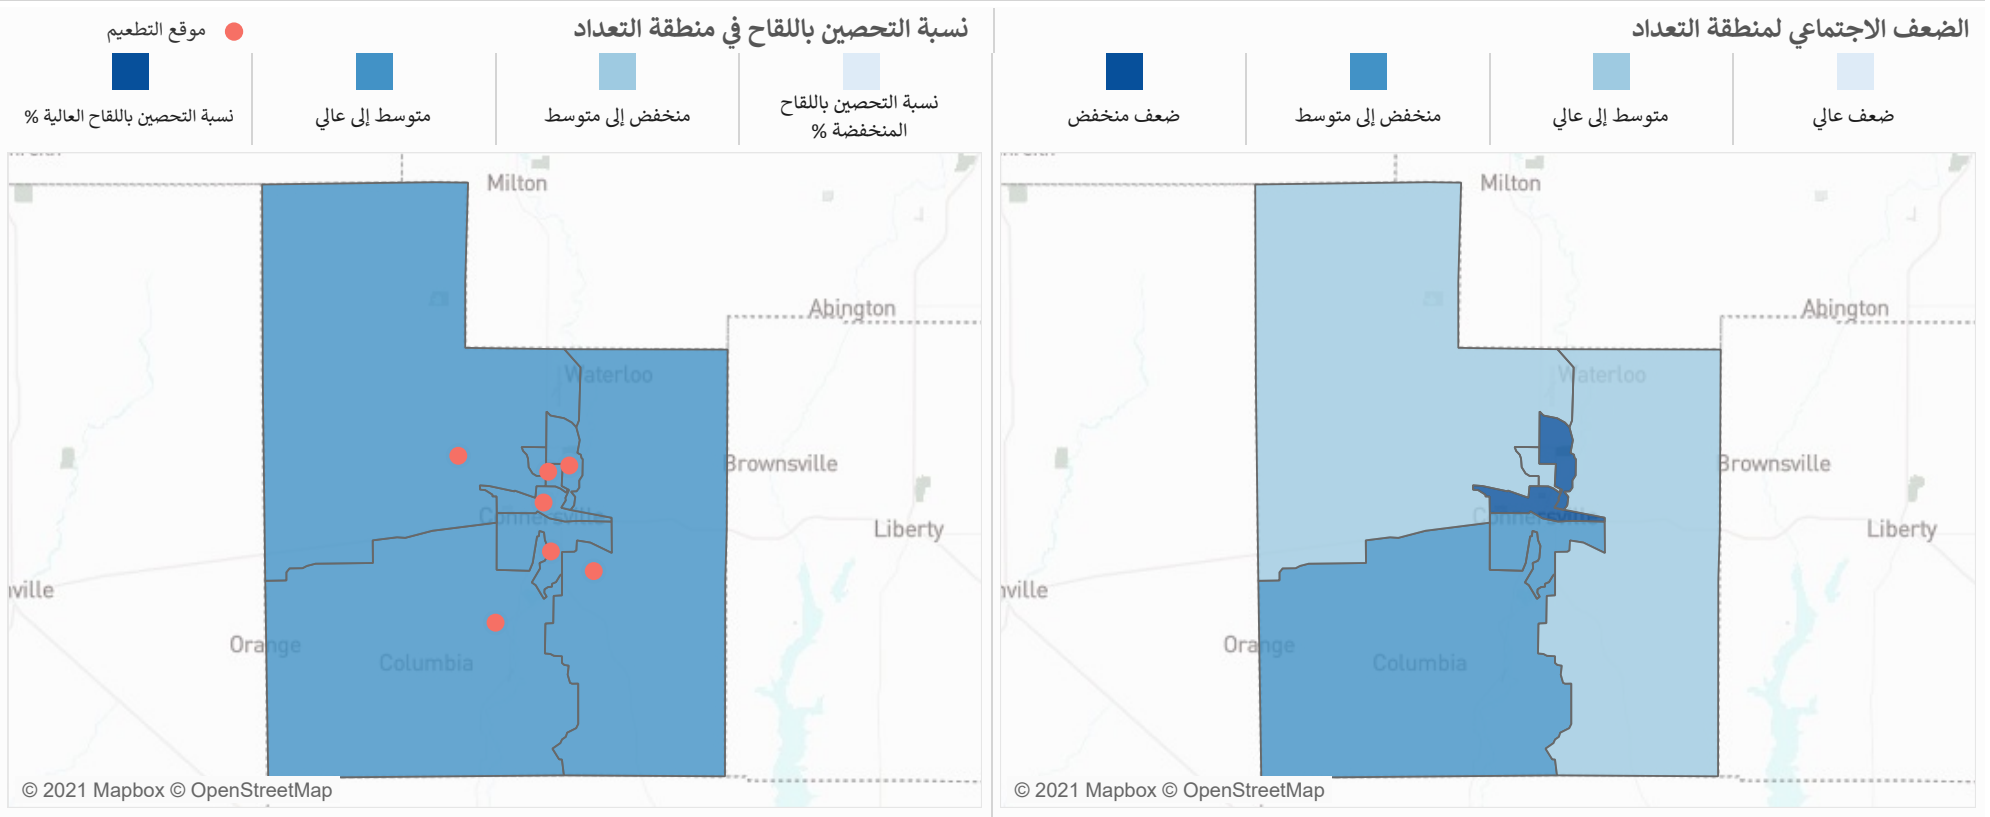 الضعف الاجتماعي لمنطقة التعداد
ضعف عالي
متوسط إلى عالي
منخفض إلى متوسط
ضعف منخفض
Milton
Abington
Waterloo
Brownsville
Connersville
Liberty
ville
Orange
Columbia
© 2021 Mapbox © OpenStreetMap
نسبة التحصين باللقاح في منطقة التعداد
موقع التطعيم
نسبة التحصين باللقاح
المنخفضة %
منخفض إلى متوسط
متوسط إلى عالي
نسبة التحصين باللقاح العالية %
Milton
Abington
Waterloo
Brownsville
Connersville
Liberty
ville
Orange
Columbia
© 2021 Mapbox © OpenStreetMap